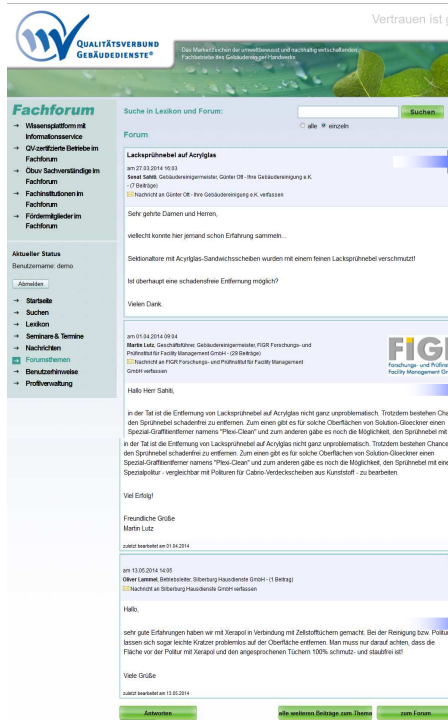 Vertrauen ist g
QUALITÄTSVERBUND
GEBÄUDEDIENSTE®
Das Markenzeichen der umweltbewusst und nachhaltig wirtschaftenden
Fachbetriebe des Gebäudereiniger-Handwerks
Fachforum
→ Wissensplattform mit
Informationsservice
→ QV-zertifzierte Betriebe im
Fachforum
→ Öbuv Sachverständige im
Fachforum
→ Fachinstitutionen im
Fachforum
→ Fördermitglieder im
Fachforum
Aktueller Status
Benutzername: demo
Abmelden
→ Startseite
→ Suchen
→ Lexikon
→ Seminare & Termine
→ Nachrichten
→ Forumsthemen
→ Benutzerhinweise
→ Profilverwaltung
Suche in Lexikon und Forum:
Suchen
alle einzeln
Forum
Lacksprühnebel auf Acrylglas
am 27.03.2014 16:03
Senat Sahiti, Gebäudereinigermeister, Günter Oft - Ihre Gebäudereinigung e.K.
- (7 Beiträge)
Nachricht an Günter Oft - Ihre Gebäudereinigung e.K. verfassen
Sehr gehrte Damen und Herren,
viellecht konnte hier jemand schon Erfahrung sammeln...
Sektionaltore mit Acyrlglas-Sandwichsscheiben wurden mit einem feinen Lacksprühnebel verschmutzt!
Ist überhaupt eine schadensfreie Entfernung möglich?
Vielen Dank.
am 01.04.2014 09:04
Martin Lutz, Geschäftsführer, Gebäudereinigermeister, FIGR Forschungs- und
Prüfinstitut für Facility Management GmbH - (29 Beiträge)
Nachricht an FIGR Forschungs- und Prüfinstitut für Facility Management
GmbH verfassen
FIGR
Forschungs- und Prüfinst
Facility Management Gm
Hallo Herr Sahiti,
in der Tat ist die Entfernung von Lacksprühnebel auf Acrylglas nicht ganz unproblematisch. Trotzdem bestehen Cha
den Sprühnebel schadenfrei zu entfernen. Zum einen gibt es für solche Oberflächen von Solution-Gloeckner einen
Spezial-Graffitientferner namens "Plexi-Clean" und zum anderen gäbe es noch die Möglichkeit, den Sprühnebel mit
in der Tat ist die Entfernung von Lacksprühnebel auf Acrylglas nicht ganz unproblematisch. Trotzdem bestehen Chance
den Sprühnebel schadenfrei zu entfernen. Zum einen gibt es für solche Oberflächen von Solution-Gloeckner einen
Spezial-Graffitientferner namens "Plexi-Clean" und zum anderen gäbe es noch die Möglichkeit, den Sprühnebel mit eine
Spezialpolitur - vergleichbar mit Polituren für Cabrio-Verdeckscheiben aus Kunststoff - zu bearbeiten.
Viel Erfolg!
Freundliche Grüße
Martin Lutz
zuletzt bearbeitet am 01.04.2014
am 13.05.2014 14:05
Oliver Lammel, Betriebsleiter, Silberburg Hausdienste GmbH - (1 Beitrag)
Nachricht an Silberburg Hausdienste GmbH verfassen
Hallo,
sehr gute Erfahrungen haben wir mit Xerapol in Verbindung mit Zellstofftüchern gemacht. Bei der Reinigung bzw. Politur
lassen sich sogar leichte Kratzer problemlos auf der Oberfläche entfernen. Man muss nur darauf achten, dass die
Fläche vor der Politur mit Xerapol und den angesprochenen Tüchern 100% schmutz- und staubfrei ist!
Viele Grüße
zuletzt bearbeitet am 13.05.2014
Antworten
alle weiteren Beiträge zum Thema
zum Forum